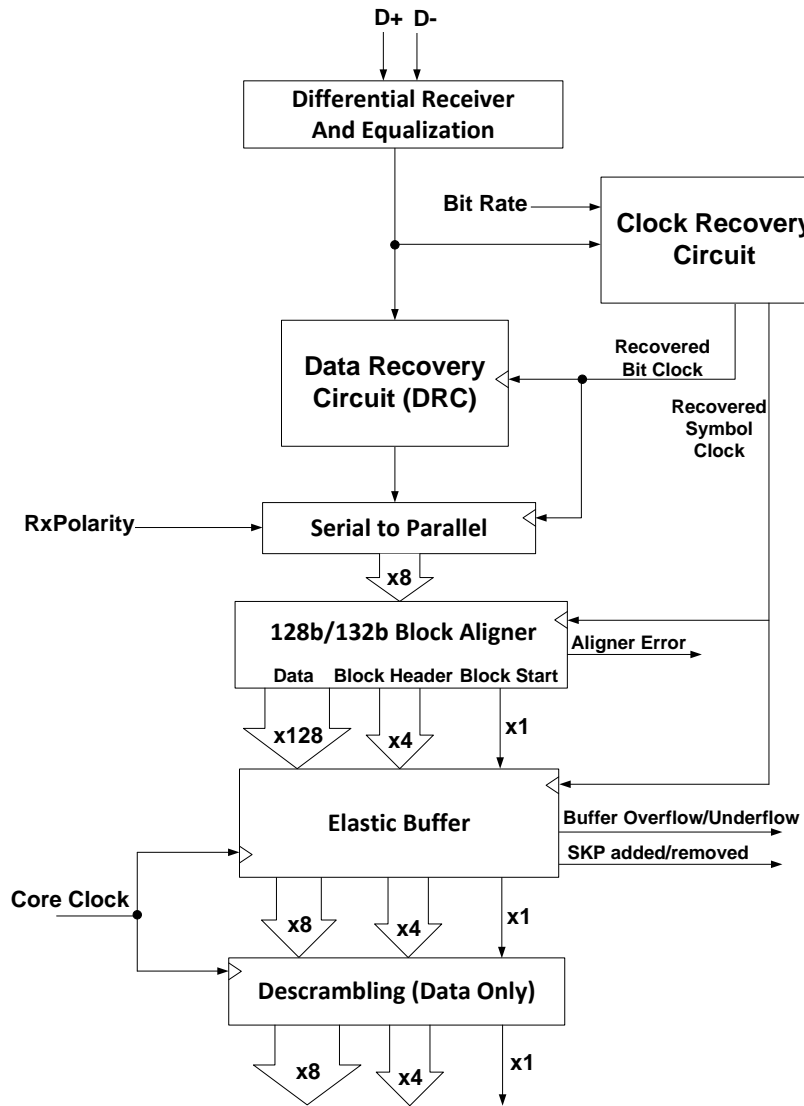 D+ D-
Differential Receiver
And Equalization
Bit Rate
Clock Recovery
Circuit
Data Recovery
Circuit (DRC)
Recovered
Bit Clock
Recovered
Symbol
Clock
RxPolarity
Serial to Parallel
x8
128b/132b Block Aligner
Aligner Error
Data Block Header Block Start
x128 x4 x1
Elastic Buffer
Buffer Overflow/Underflow
SKP added/removed
Core Clock
x8 x4 x1
Descrambling (Data Only)
x8 x4 x1